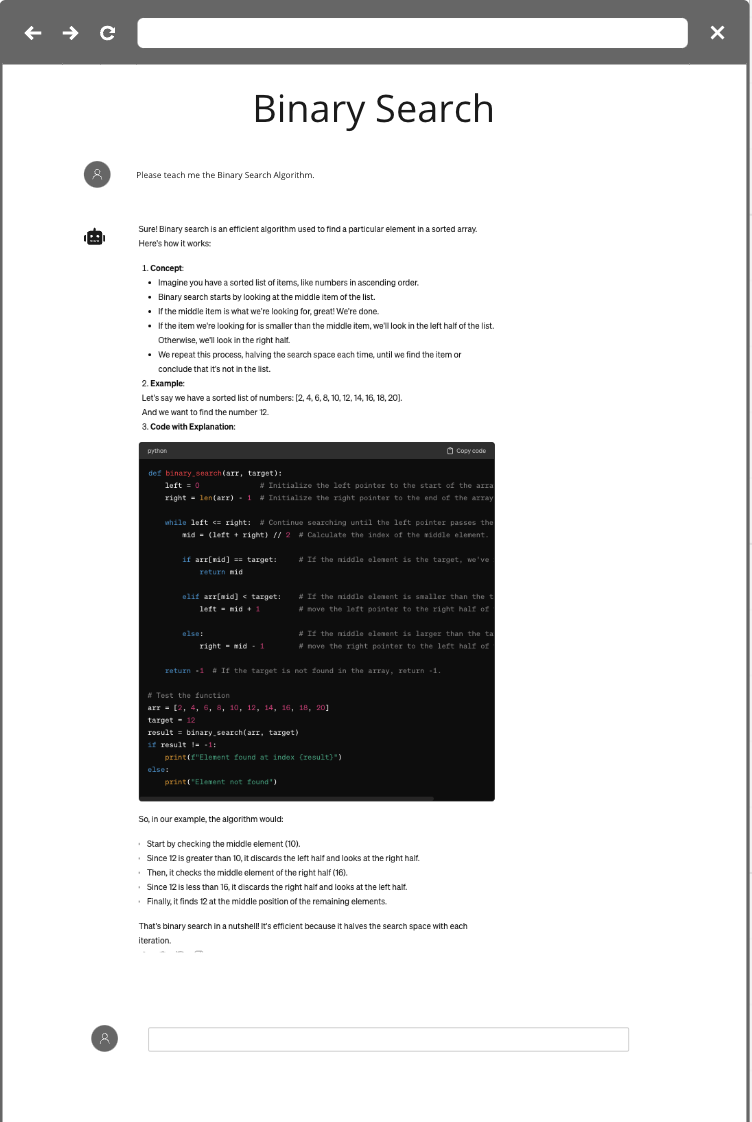 Binary Search
Please teach me the Binary Search Algorithm.
Sure! Binary search is an efficient algorithm used to find a particular element in a sorted array.
Here's how it works:
1. Concept:
• Imagine you have a sorted list of items, like numbers in ascending order.
• Binary search starts by looking at the middle item of the list.
• If the middle item is what we're looking for, great! We're done.
• If the item we're looking for is smaller than the middle item, we'll look in the left half of the list.
Otherwise, we'll look in the right half.
• We repeat this process, halving the search space each time, until we find the item or
conclude that it's not in the list.
2. Example:
Let's say we have a sorted list of numbers: [2, 4, 6, 8, 10, 12, 14, 16, 18, 20].
And we want to find the number 12.
3. Code with Explanation:
python Copy code
def binary_search(arr, target):
left = 0 # Initialize the left pointer to the start of the arra
right = len(arr) - 1 # Initialize the right pointer to the end of the array
while left <= right: # Continue searching until the left pointer passes the
mid = (left + right) // 2 # Calculate the index of the middle element.
if arr[mid] == target: # If the middle element is the target, we've
return mid
elif arr[mid] < target: # If the middle element is smaller than the t
left = mid + 1 # move the left pointer to the right half of
else: # If the middle element is larger than the ta
right = mid - 1 # move the right pointer to the left half of
return -1 # If the target is not found in the array, return -1.
# Test the function
arr = [2, 4, 6, 8, 10, 12, 14, 16, 18, 20]
target = 12
result = binary_search(arr, target)
if result != -1:
print(f"Element found at index {result}")
else:
print("Element not found")
So, in our example, the algorithm would:
· Start by checking the middle element (10).
· Since 12 is greater than 10, it discards the left half and looks at the right half.
· Then, it checks the middle element of the right half (16).
· Since 12 is less than 16, it discards the right half and looks at the left half.
· Finally, it finds 12 at the middle position of the remaining elements.
That's binary search in a nutshell! It's efficient because it halves the search space with each
iteration.